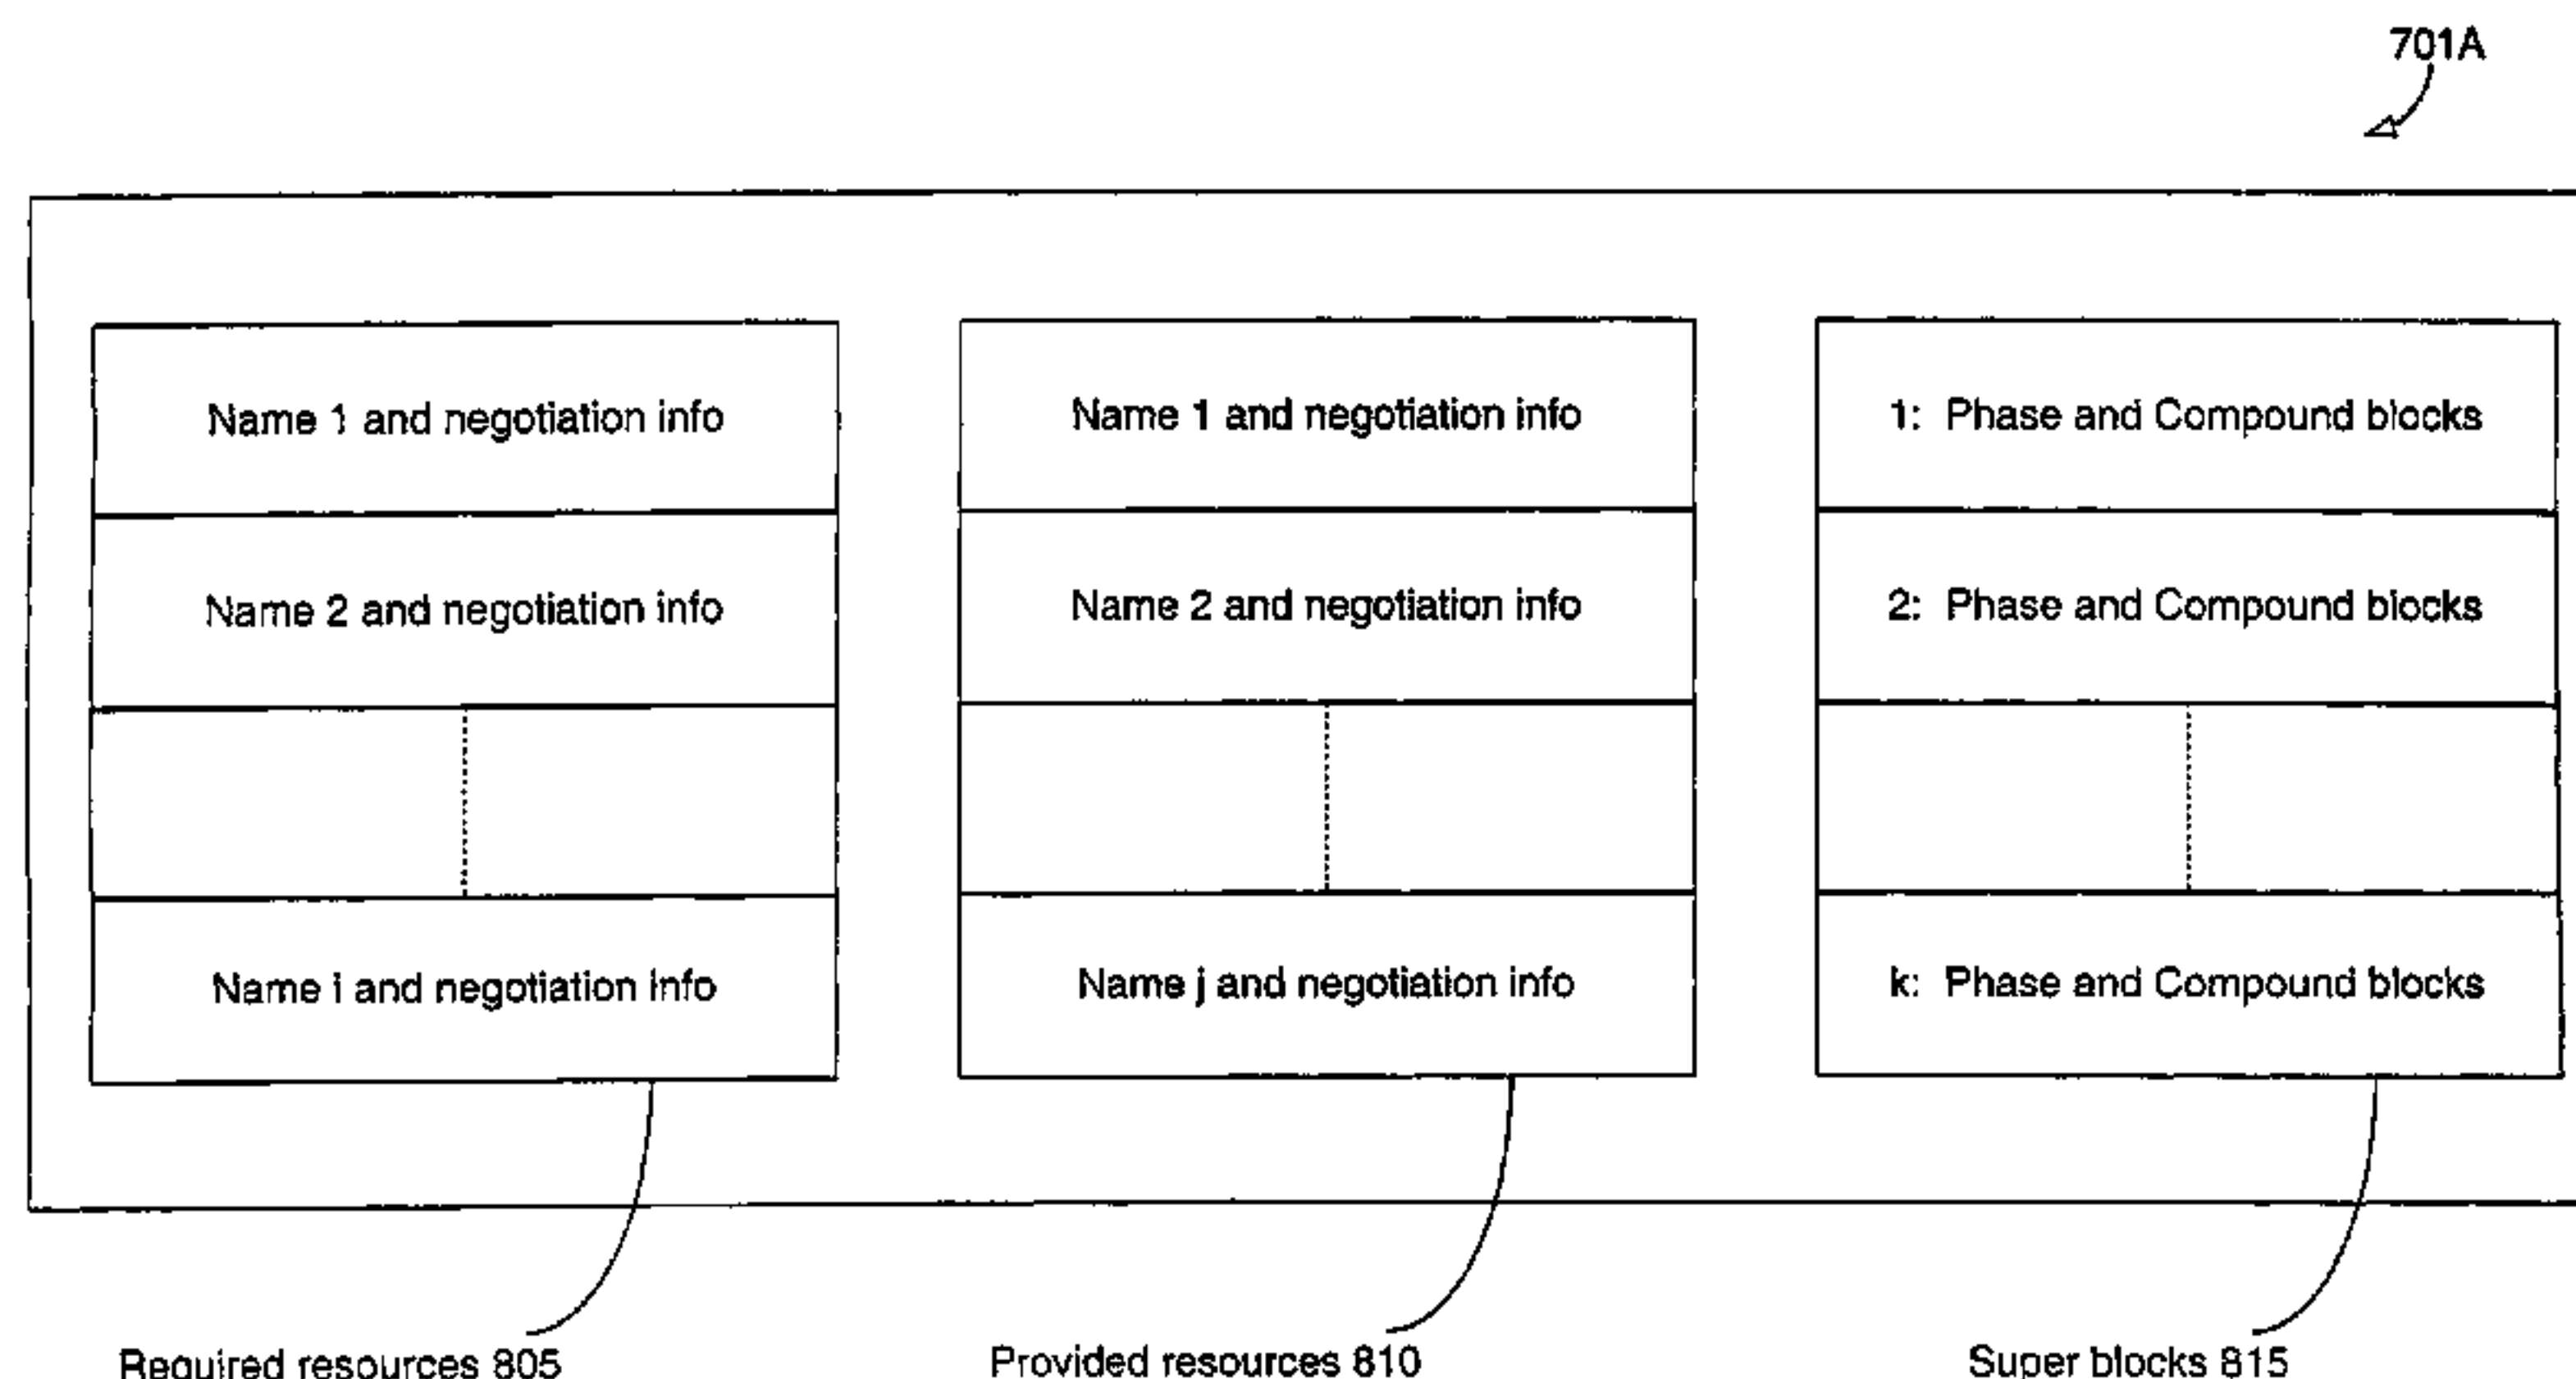 701A
Name 1 and negotiation info
Name 1 and negotiation info
1: Phase and Compound blocks
Name 2 and negotiation info
Name 2 and negotiation info
2: Phase and Compound blocks
Name i and negotiation info
Name j and negotiation info
k: Phase and Compound blocks
Required resources 805
Provided resources 810
Super blocks 815